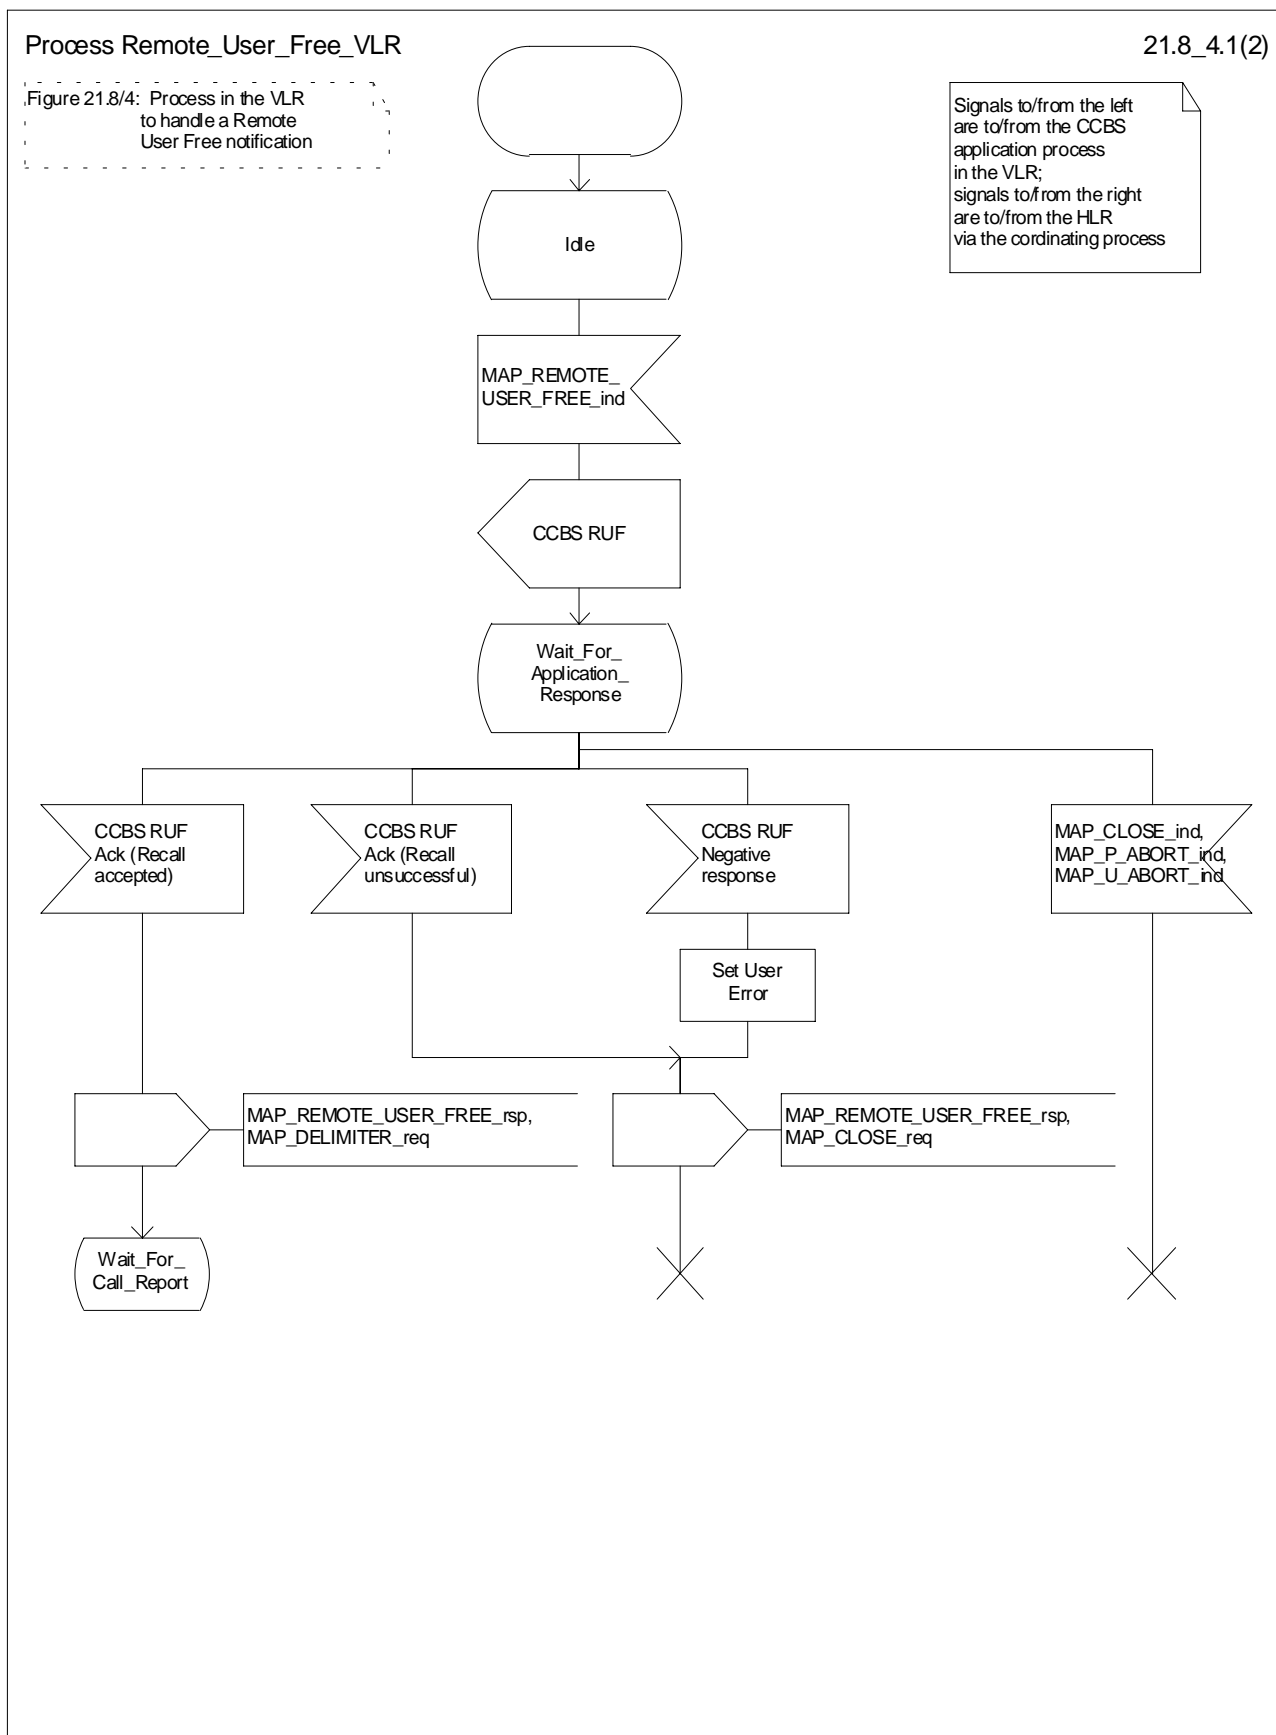 Process Remote_User_Free_VLR
21.8_4.1(2)
Figure 21.8/4: Process in the VLR
to handle a Remote
User Free notification
Signals to/from the left
are to/from the CCBS
application process
in the VLR;
signals to/from the right
are to/from the HLR
via the cordinating process
Idle
MAP_REMOTE_
USER_FREE_ind
CCBS RUF
Wait_For_
Application_
Response
CCBS RUF
Ack (Recall
accepted)
CCBS RUF
Ack (Recall
unsuccessful)
CCBS RUF
Negative
response
MAP_CLOSE_ind,
MAP_P_ABORT_ind,
MAP_U_ABORT_ind
Set User
Error
MAP_REMOTE_USER_FREE_rsp,
MAP_DELIMITER_req
MAP_REMOTE_USER_FREE_rsp,
MAP_CLOSE_req
Wait_For_
Call_Report